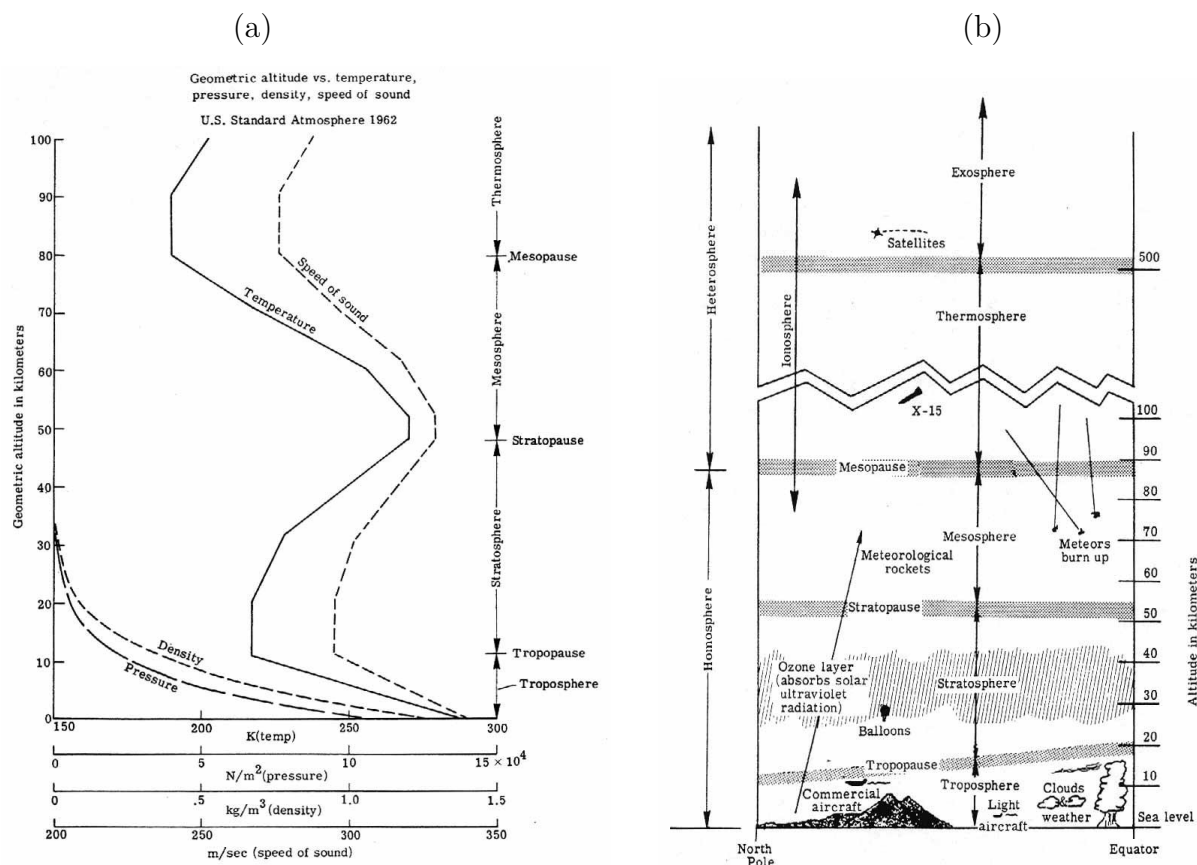 (a)
Geometric altitude vs. temperature,
pressure, density, speed of sound
U.S. Standard Atmosphere 1962
Geometric altitude in kilometers
100
90
80
70
60
50
40
30
20
10
0
Temperature
Speed of sound
Density
Pressure
Thermosphere
Mesopause
Mesosphere
Stratopause
Stratosphere
Tropopause
Troposphere
150
200
250
300
K(temp)
0
5
10
15 × 10⁴
N/m² (pressure)
0
.5
1.0
1.5
kg/m³ (density)
200
250
300
350
m/sec (speed of sound)
(b)
Heterosphere
Homosphere
Ionosphere
Exosphere
Satellites
Thermosphere
X-15
Mesopause
Meteorological
rockets
Mesosphere
Meteors
burn up
Stratopause
Ozone layer
(absorbs solar
ultraviolet
radiation)
Stratosphere
Balloons
Tropopause
Commercial
aircraft
Troposphere
Light
aircraft
Clouds
&
weather
500
100
90
80
70
60
50
40
30
20
10
Sea level
Altitude in kilometers
North
Pole
Equator